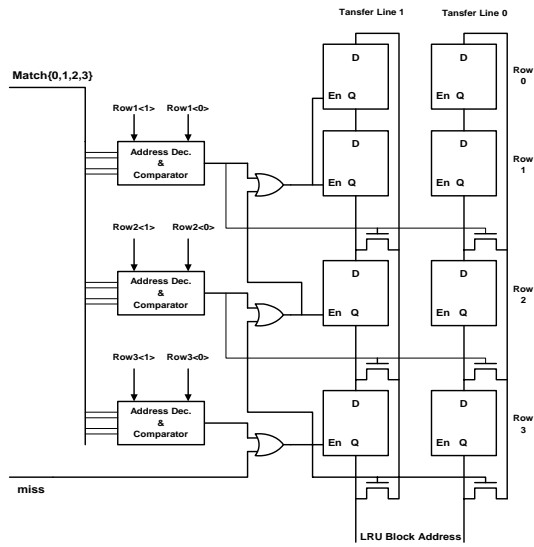 Tansfer Line 1
Tansfer Line 0
Match{0,1,2,3}
D
D
Row
0
En Q
En Q
Row1<1>
Row1<0>
Address Dec.
&
Comparator
D
D
Row
1
En Q
En Q
Row2<1>
Row2<0>
Address Dec.
&
Comparator
D
D
Row
2
En Q
En Q
Row3<1>
Row3<0>
Address Dec.
&
Comparator
D
D
Row
3
En Q
En Q
miss
LRU Block Address